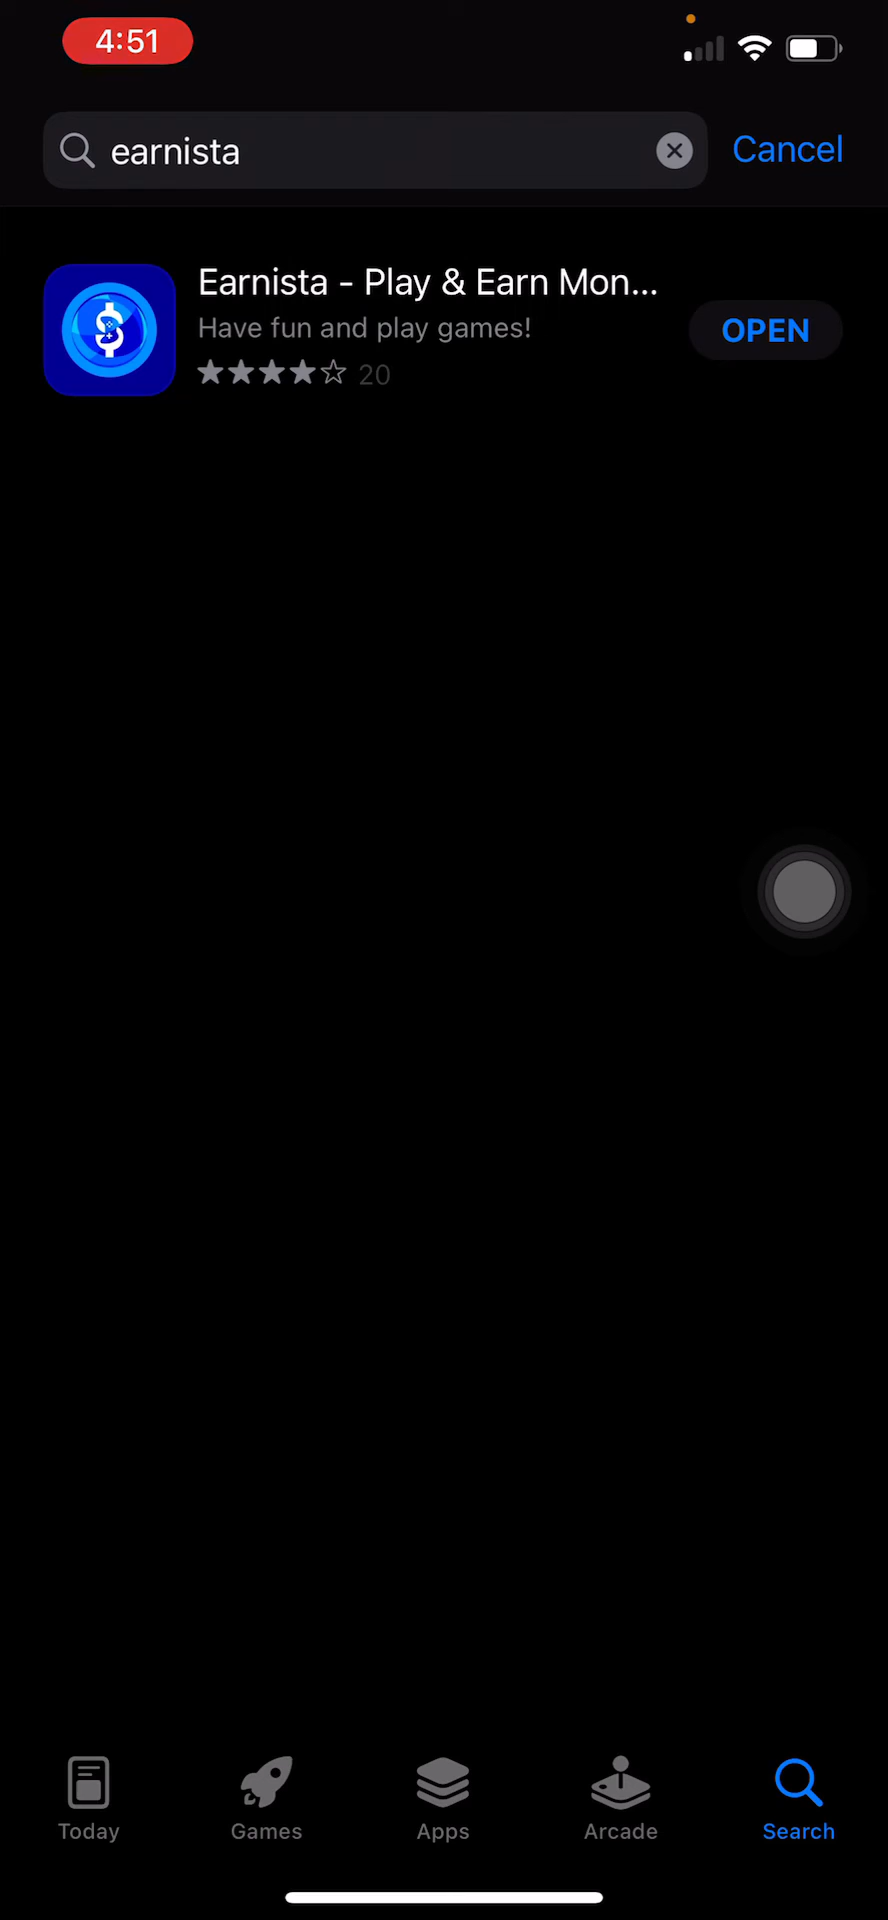 4:51
earnista
Cancel
Earnista - Play & Earn Mon...
Have fun and play games!
20
OPEN
Today
Games
Apps
Arcade
Search